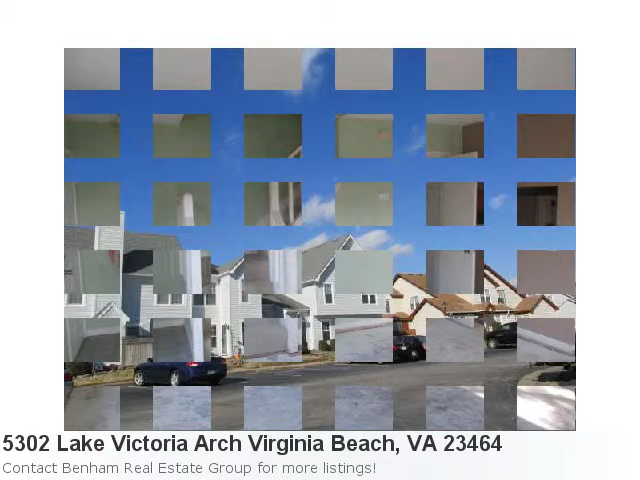 5302 Lake Victoria Arch Virginia Beach, VA 23464
Contact Benham Real Estate Group for more listings!